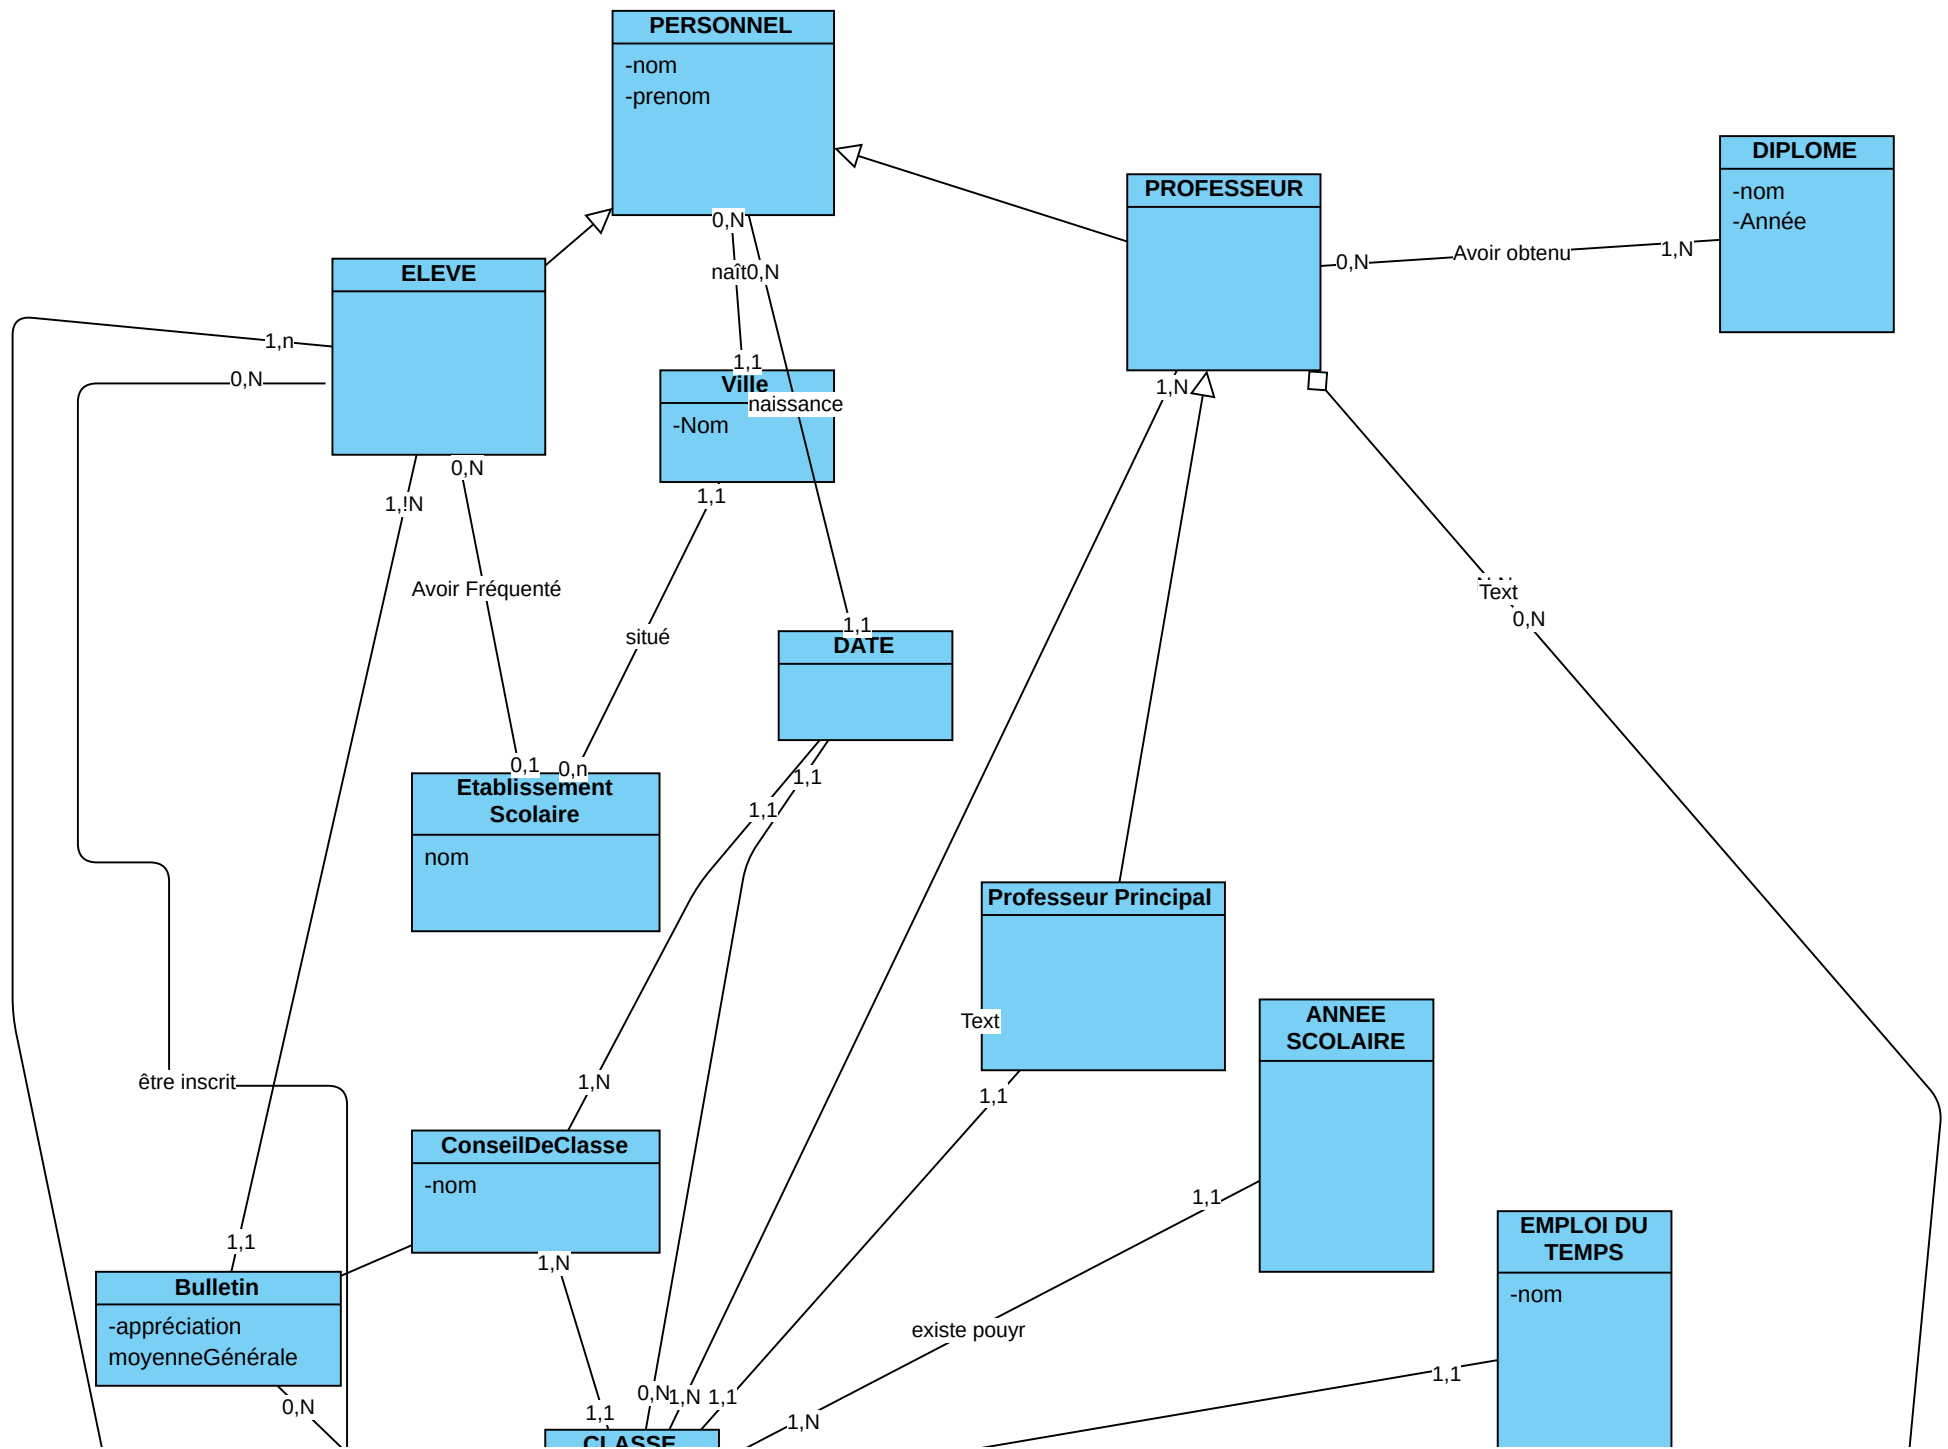 PERSONNEL
-nom
-prenom
DIPLOME
-nom
-Année
PROFESSEUR
0,N
Avoir obtenu
1,N
0,N
naît
0,N
ELEVE
1,n
0,N
1,1
Ville
naissance
-Nom
1,N
0,N
1,!N
1,1
Avoir Fréquenté
situé
Text
0,N
1,1
DATE
0,1
0,n
1,1
1,1
Etablissement
Scolaire
nom
Professeur Principal
Text
ANNEE
SCOLAIRE
être inscrit
1,N
1,1
ConseilDeClasse
-nom
1,1
1,1
1,N
EMPLOI DU
TEMPS
-nom
Bulletin
-appréciation
moyenneGénérale
existe pouyr
1,1
0,N
1,1
0,N
1,N
1,1
1,N
CLASSE